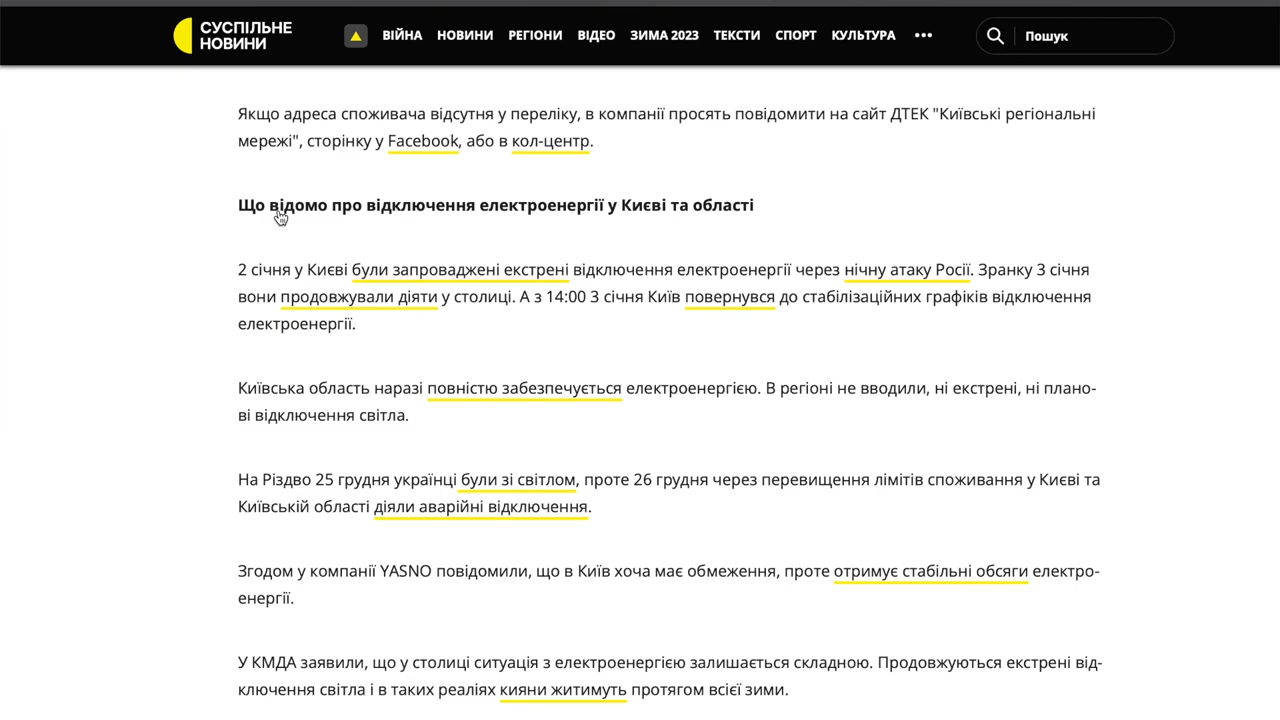 СУСПІЛЬНЕ
НОВИНИ
ВІЙНА НОВИНИ РЕГІОНИ ВІДЕО ЗИМА 2023 ТЕКСТИ СПОРТ КУЛЬТУРА ••• Пошук
Якщо адреса споживача відсутня у переліку, в компанії просять повідомити на сайт ДТЕК "Київські регіональні
мережі", сторінку у Facebook, або в кол-центр.
Що відомо про відключення електроенергії у Києві та області
2 січня у Києві були запроваджені екстрені відключення електроенергії через нічну атаку Росії. Зранку 3 січня
вони продовжували діяти у столиці. А з 14:00 3 січня Київ повернувся до стабілізаційних графіків відключення
електроенергії.
Київська область наразі повністю забезпечується електроенергією. В регіоні не вводили, ні екстрені, ні плано-
ві відключення світла.
На Різдво 25 грудня українці були зі світлом, проте 26 грудня через перевищення лімітів споживання у Києві та
Київській області діяли аварійні відключення.
Згодом у компанії YASNO повідомили, що в Київ хоча має обмеження, проте отримує стабільні обсяги електро-
енергії.
У КМДА заявили, що у столиці ситуація з електроенергією залишається складною. Продовжуються екстрені від-
ключення світла і в таких реаліях кияни житимуть протягом всієї зими.